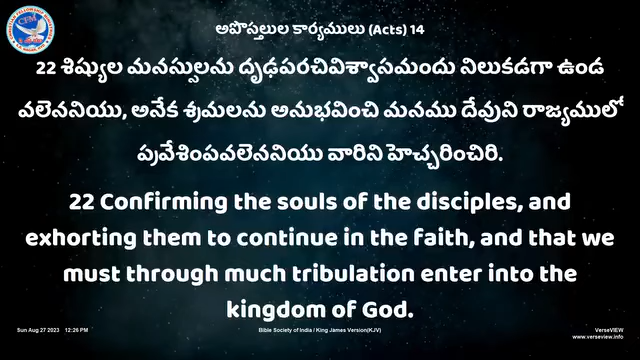 అపొస్తలుల కార్యములు (Acts) 14
22 శిష్యుల మనస్సులను దృఢపరచివిశ్వాసమందు నిలుకడగా ఉండ
వలెననియు, అనేక శ్రమలను అనుభవించి మనము దేవుని రాజ్యములో
ప్రవేశింపవలెననియు వారిని హెచ్చరించిరి.
22 Confirming the souls of the disciples, and
exhorting them to continue in the faith, and that we
must through much tribulation enter into the
kingdom of God.
Sun Aug 27 2023 12:26 PM
Bible Society of India / King James Version(KJV)
VerseVIEW
www.verseview.info